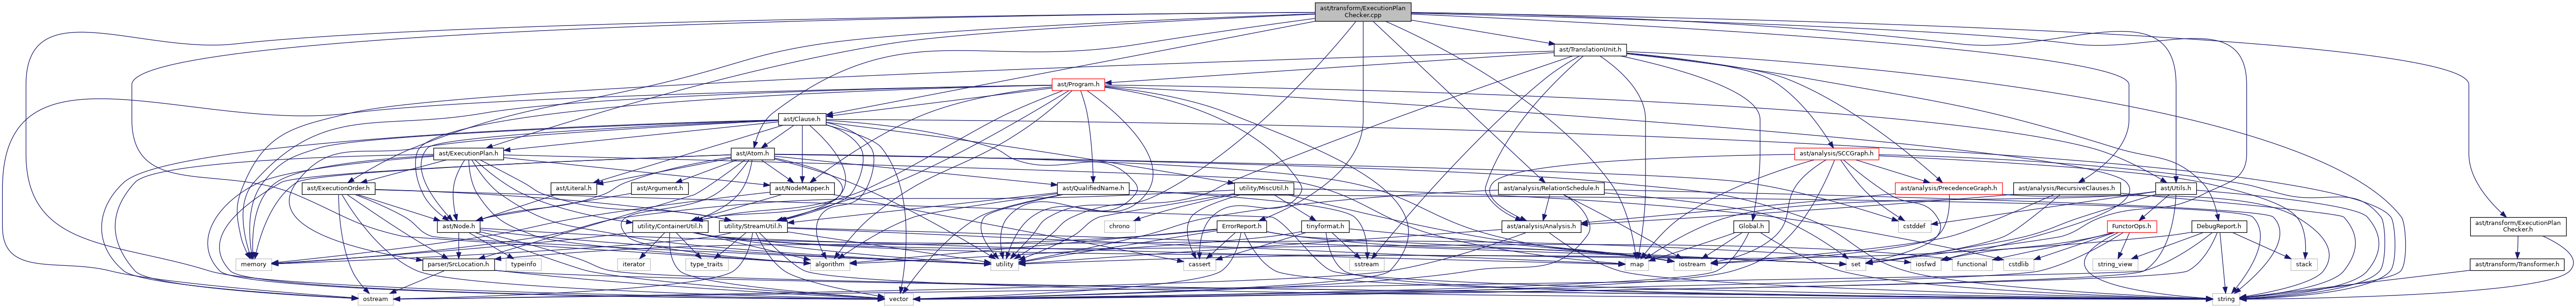 ast/transform/ExecutionPlan
Checker.cpp
ast/TranslationUnit.h
ast/Program.h
ast/Clause.h
ast/ExecutionPlan.h
ast/Atom.h
ast/analysis/SCCGraph.h
ast/ExecutionOrder.h
ast/Literal.h
ast/Argument.h
ast/NodeMapper.h
ast/QualifiedName.h
utility/MiscUtil.h
ast/analysis/RelationSchedule.h
ast/analysis/PrecedenceGraph.h
ast/analysis/RecursiveClauses.h
ast/Utils.h
ast/Node.h
utility/ContainerUtil.h
utility/StreamUtil.h
chrono
ErrorReport.h
tinyformat.h
ast/analysis/Analysis.h
Global.h
cstddef
FunctorOps.h
DebugReport.h
ast/transform/ExecutionPlan
Checker.h
memory
parser/SrcLocation.h
typeinfo
iterator
type_traits
algorithm
utility
cassert
sstream
map
iostream
set
iosfwd
functional
cstdlib
string_view
stack
ast/transform/Transformer.h
ostream
vector
string